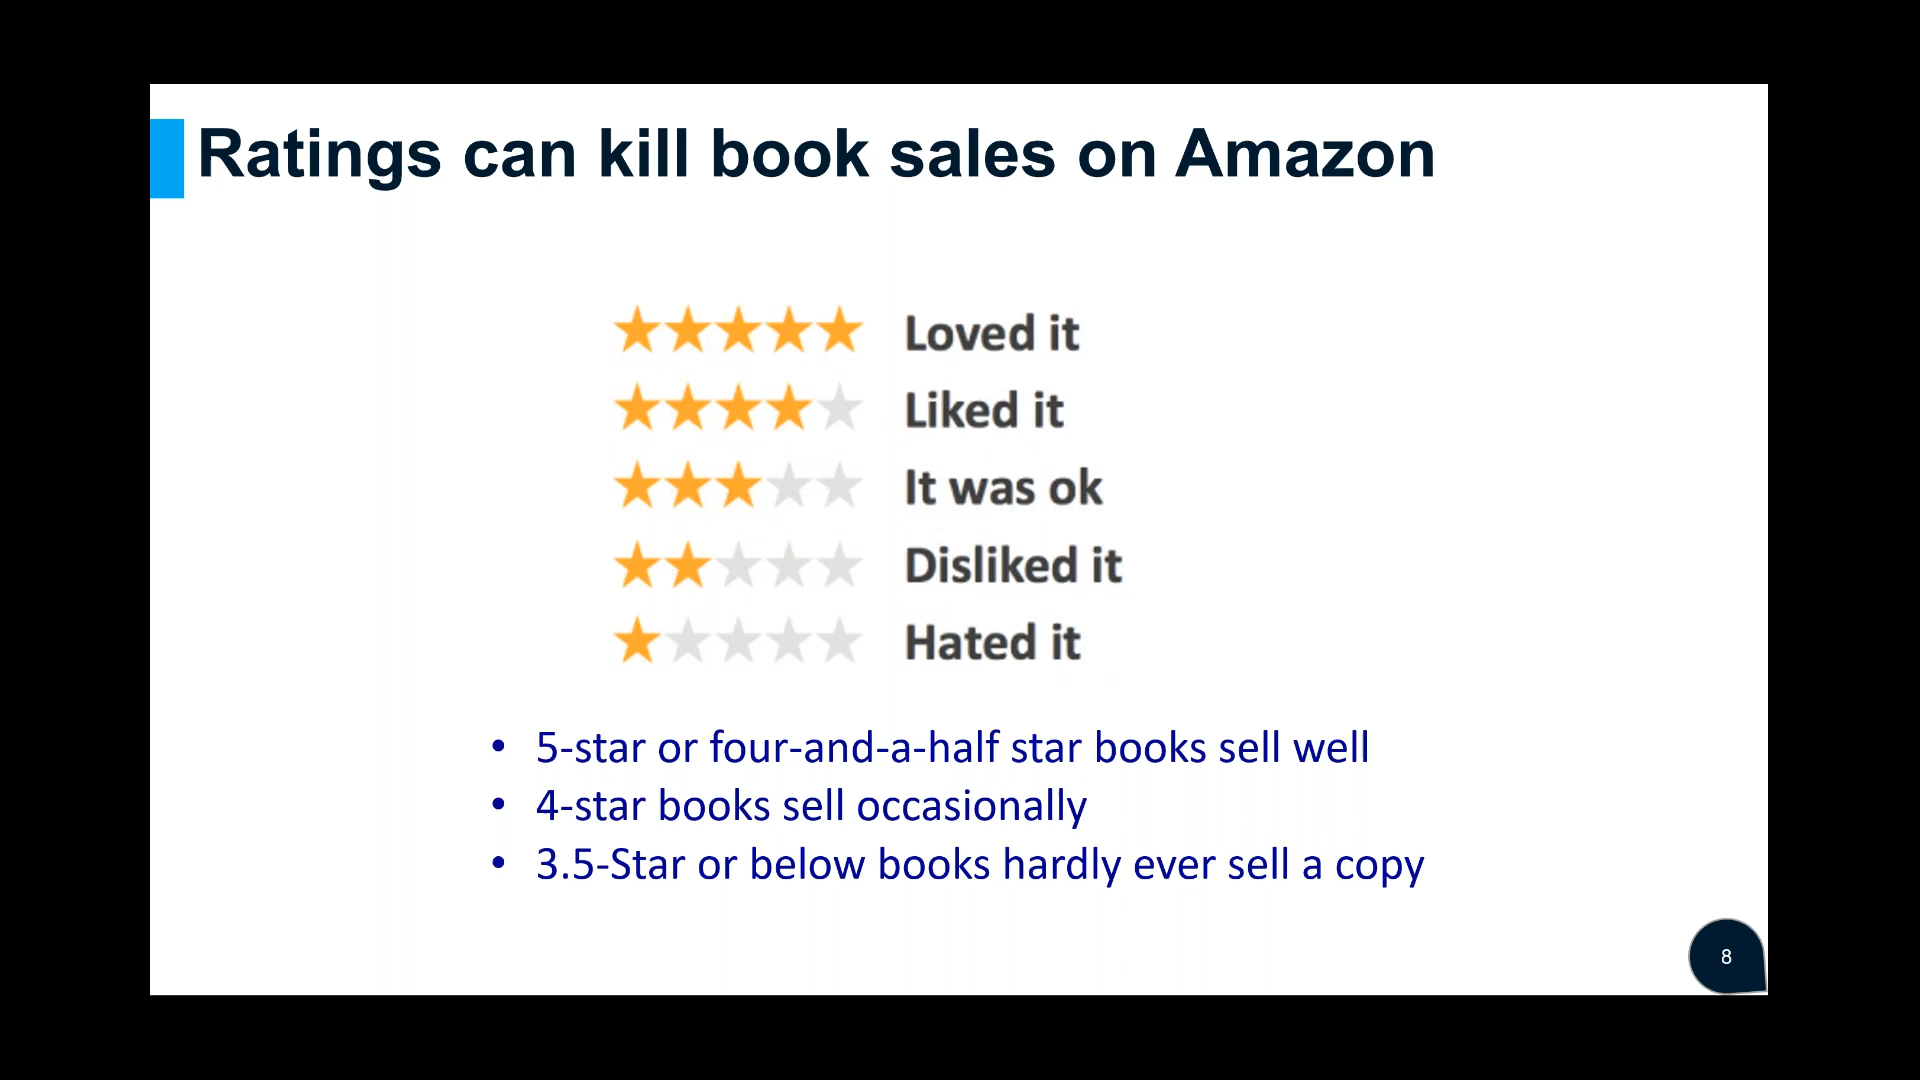 Ratings can kill book sales on Amazon
Loved it
Liked it
It was ok
Disliked it
Hated it
• 5-star or four-and-a-half star books sell well
• 4-star books sell occasionally
• 3.5-Star or below books hardly ever sell a copy
8